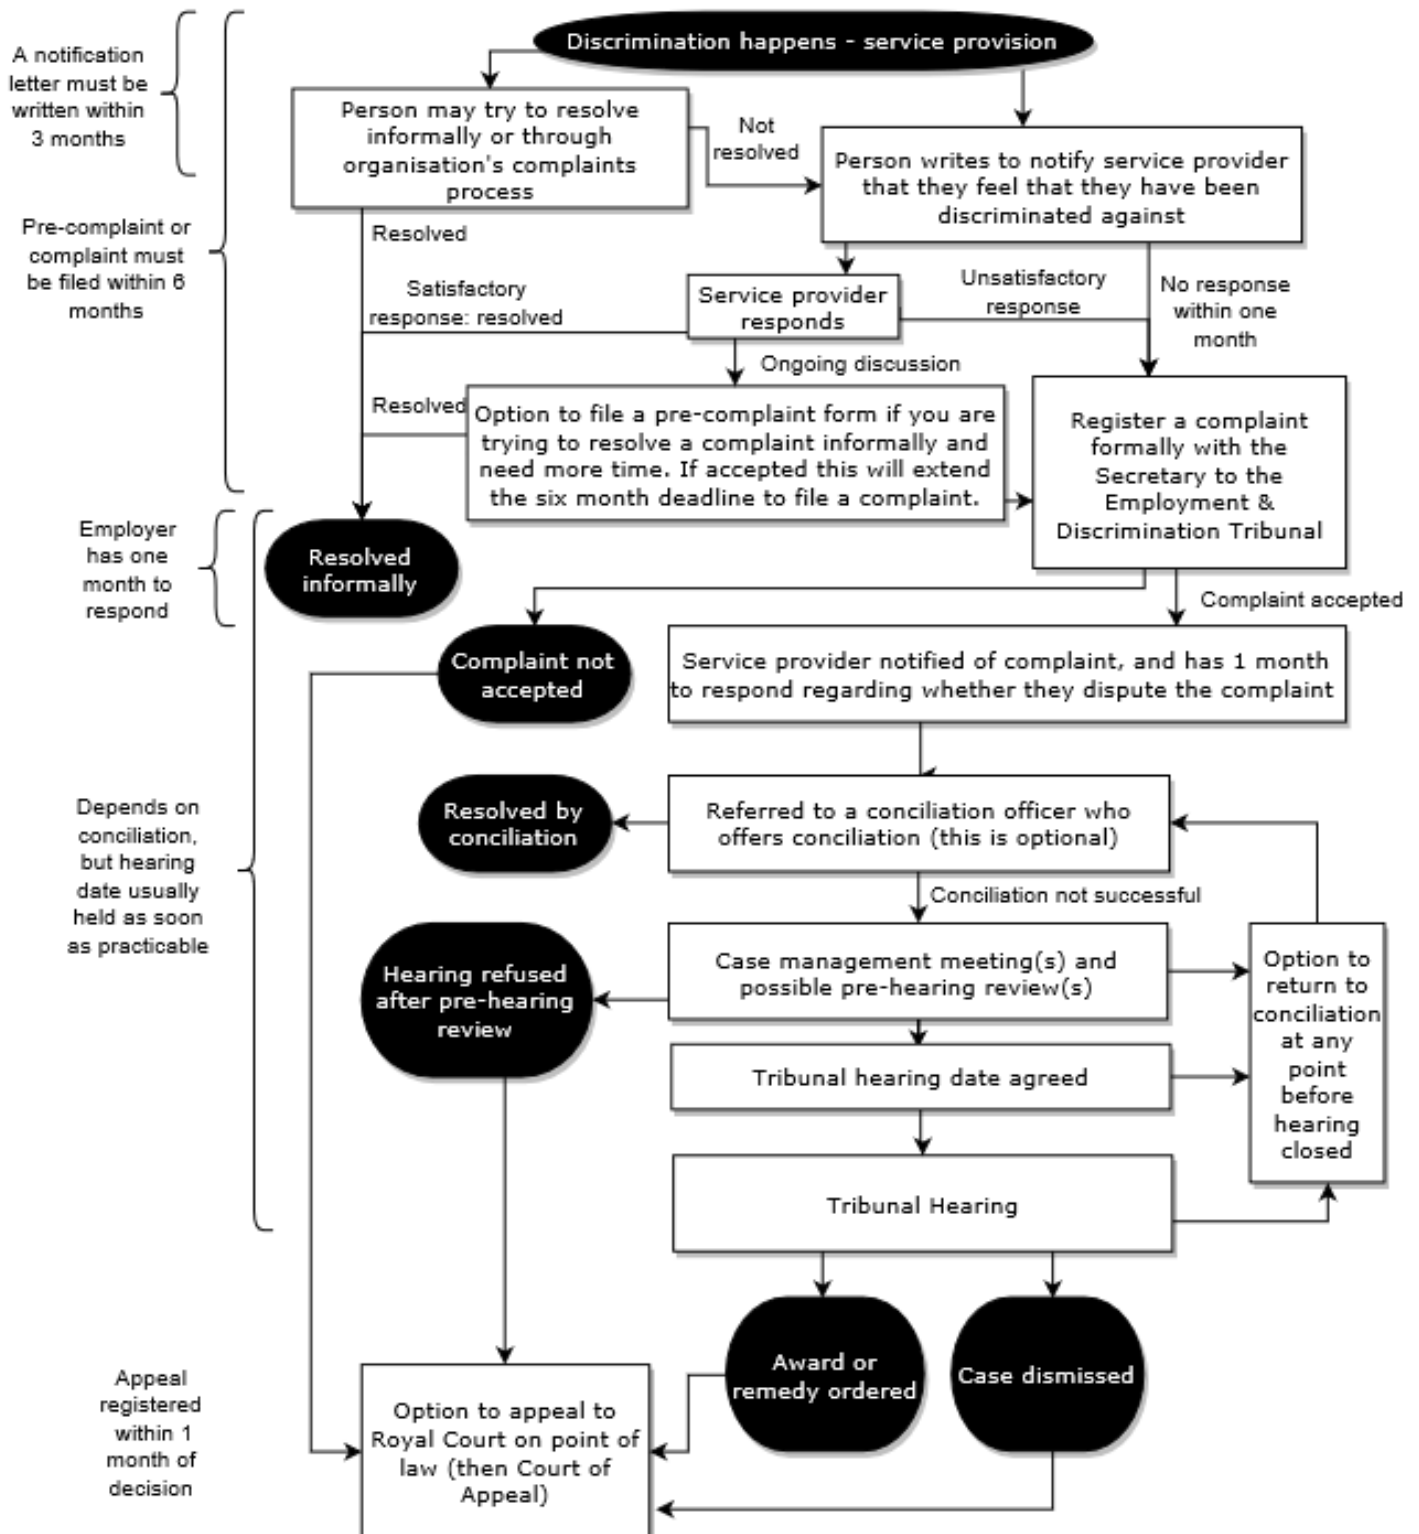 Discrimination happens - service provision
A notification
letter must be
written within
3 months
Person may try to resolve
informally or through
organisation's complaints
process
Not
resolved
Person writes to notify service provider
that they feel that they have been
discriminated against
Pre-complaint or
complaint must
be filed within 6
months
Resolved
Satisfactory
response: resolved
Service provider
responds
Unsatisfactory
response
No response
within one
month
Ongoing discussion
Resolved
Option to file a pre-complaint form if you are
trying to resolve a complaint informally and
need more time. If accepted this will extend
the six month deadline to file a complaint.
Register a complaint
formally with the
Secretary to the
Employment &
Discrimination Tribunal
Employer
has one
month to
respond
Resolved
informally
Complaint accepted
Complaint not
accepted
Service provider notified of complaint, and has 1 month
to respond regarding whether they dispute the complaint
Depends on
conciliation,
but hearing
date usually
held as soon
as practicable
Resolved by
conciliation
Referred to a conciliation officer who
offers conciliation (this is optional)
Conciliation not successful
Hearing refused
after pre-hearing
review
Case management meeting(s) and
possible pre-hearing review(s)
Option to
return to
conciliation
at any
point
before
hearing
closed
Tribunal hearing date agreed
Tribunal Hearing
Award or
remedy ordered
Case dismissed
Appeal
registered
within 1
month of
decision
Option to appeal to
Royal Court on point of
law (then Court of
Appeal)